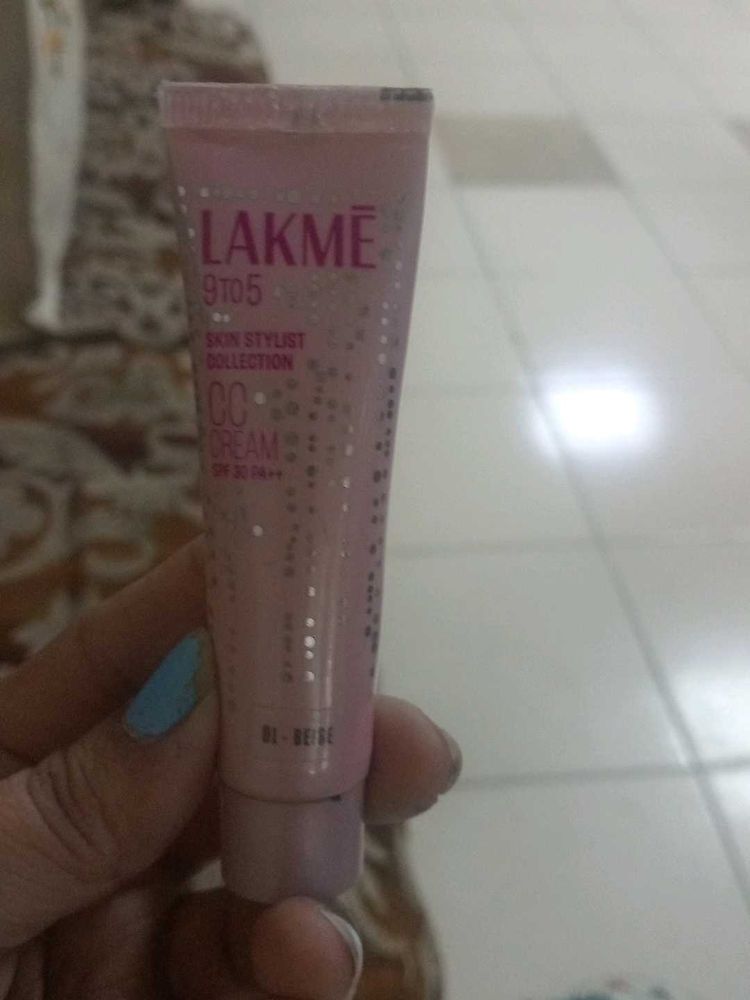 LAKMĒ
9TO5
SKIN STYLIST
COLLECTION
CC
CREAM
SPF 30 PA++
01 - BEIGE